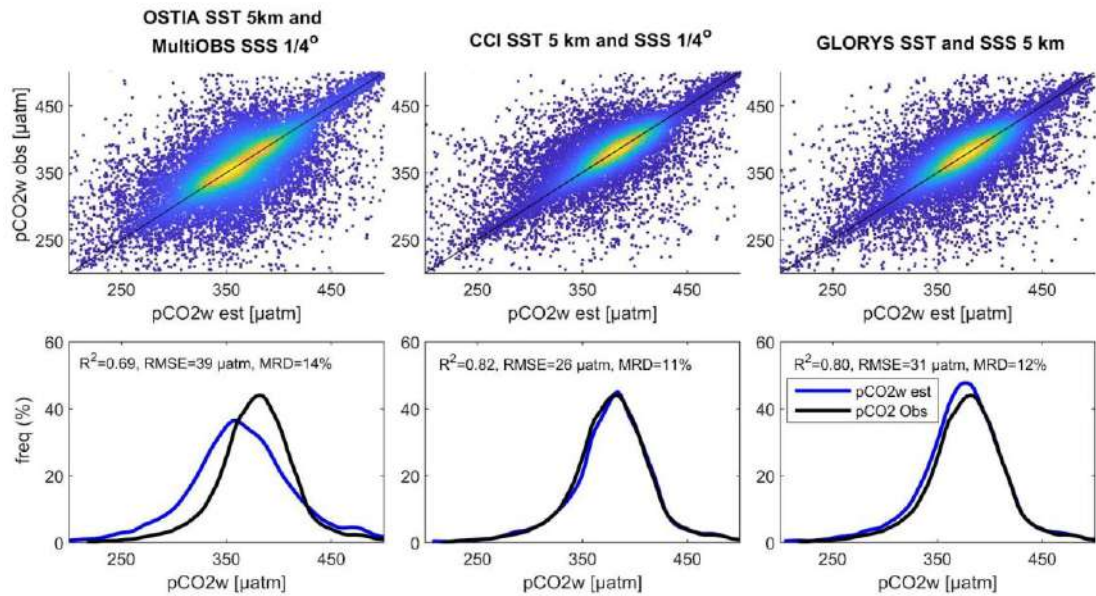 OSTIA SST 5km and
MultiOBS SSS 1/4°
CCI SST 5 km and SSS 1/4°
GLORYS SST and SSS 5 km
pCO2w obs [µatm]
450
350
250
250
350
450
pCO2w est [µatm]
450
350
250
250
350
450
pCO2w est [µatm]
450
350
250
250
350
450
pCO2w est [µatm]
freq (%)
60
40
20
0
R²=0.69, RMSE=39 µatm, MRD=14%
250
350
450
pCO2w [µatm]
60
40
20
0
R²=0.82, RMSE=26 µatm, MRD=11%
250
350
450
pCO2w [µatm]
60
40
20
0
R²=0.80, RMSE=31 µatm, MRD=12%
pCO2w est
pCO2 Obs
250
350
450
pCO2w [µatm]